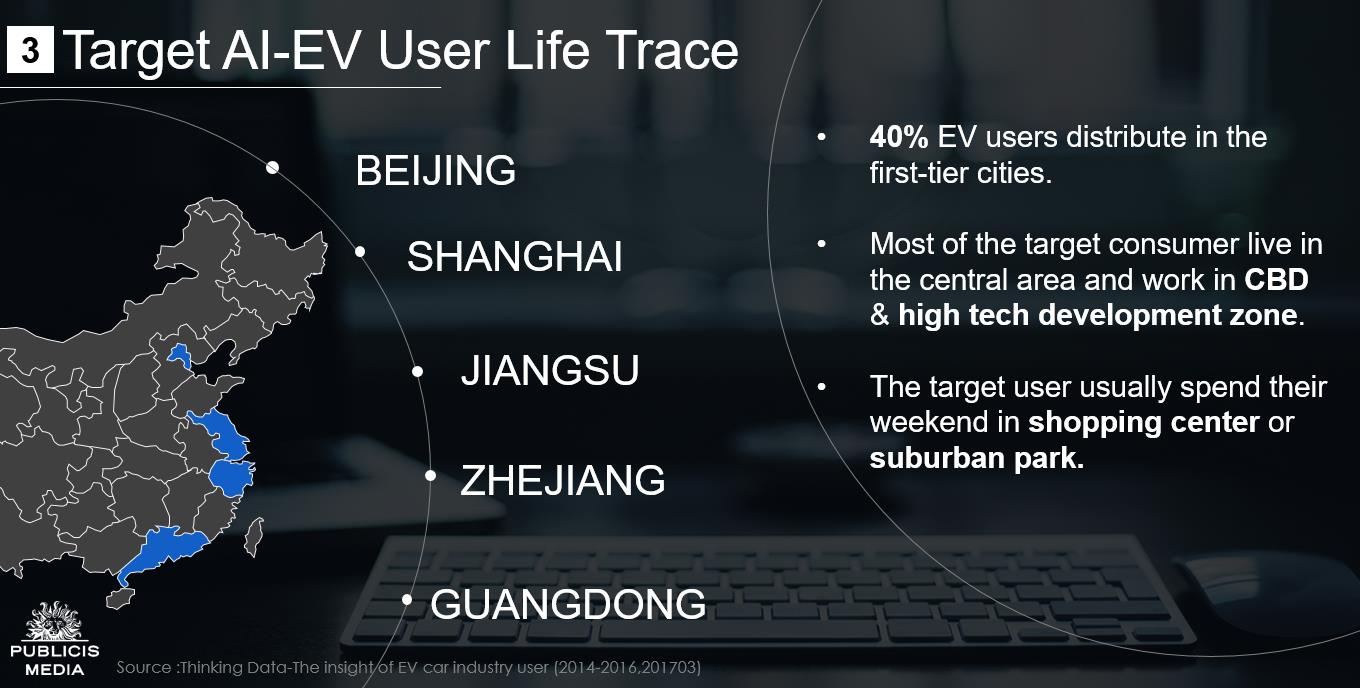 3 Target AI-EV User Life Trace
BEIJING
SHANGHAI
JIANGSU
ZHEJIANG
GUANGDONG
• 40% EV users distribute in the
first-tier cities.
• Most of the target consumer live in
the central area and work in CBD
& high tech development zone.
• The target user usually spend their
weekend in shopping center or
suburban park.
PUBLICIS
MEDIA
Source :Thinking Data-The insight of EV car industry user (2014-2016,201703)